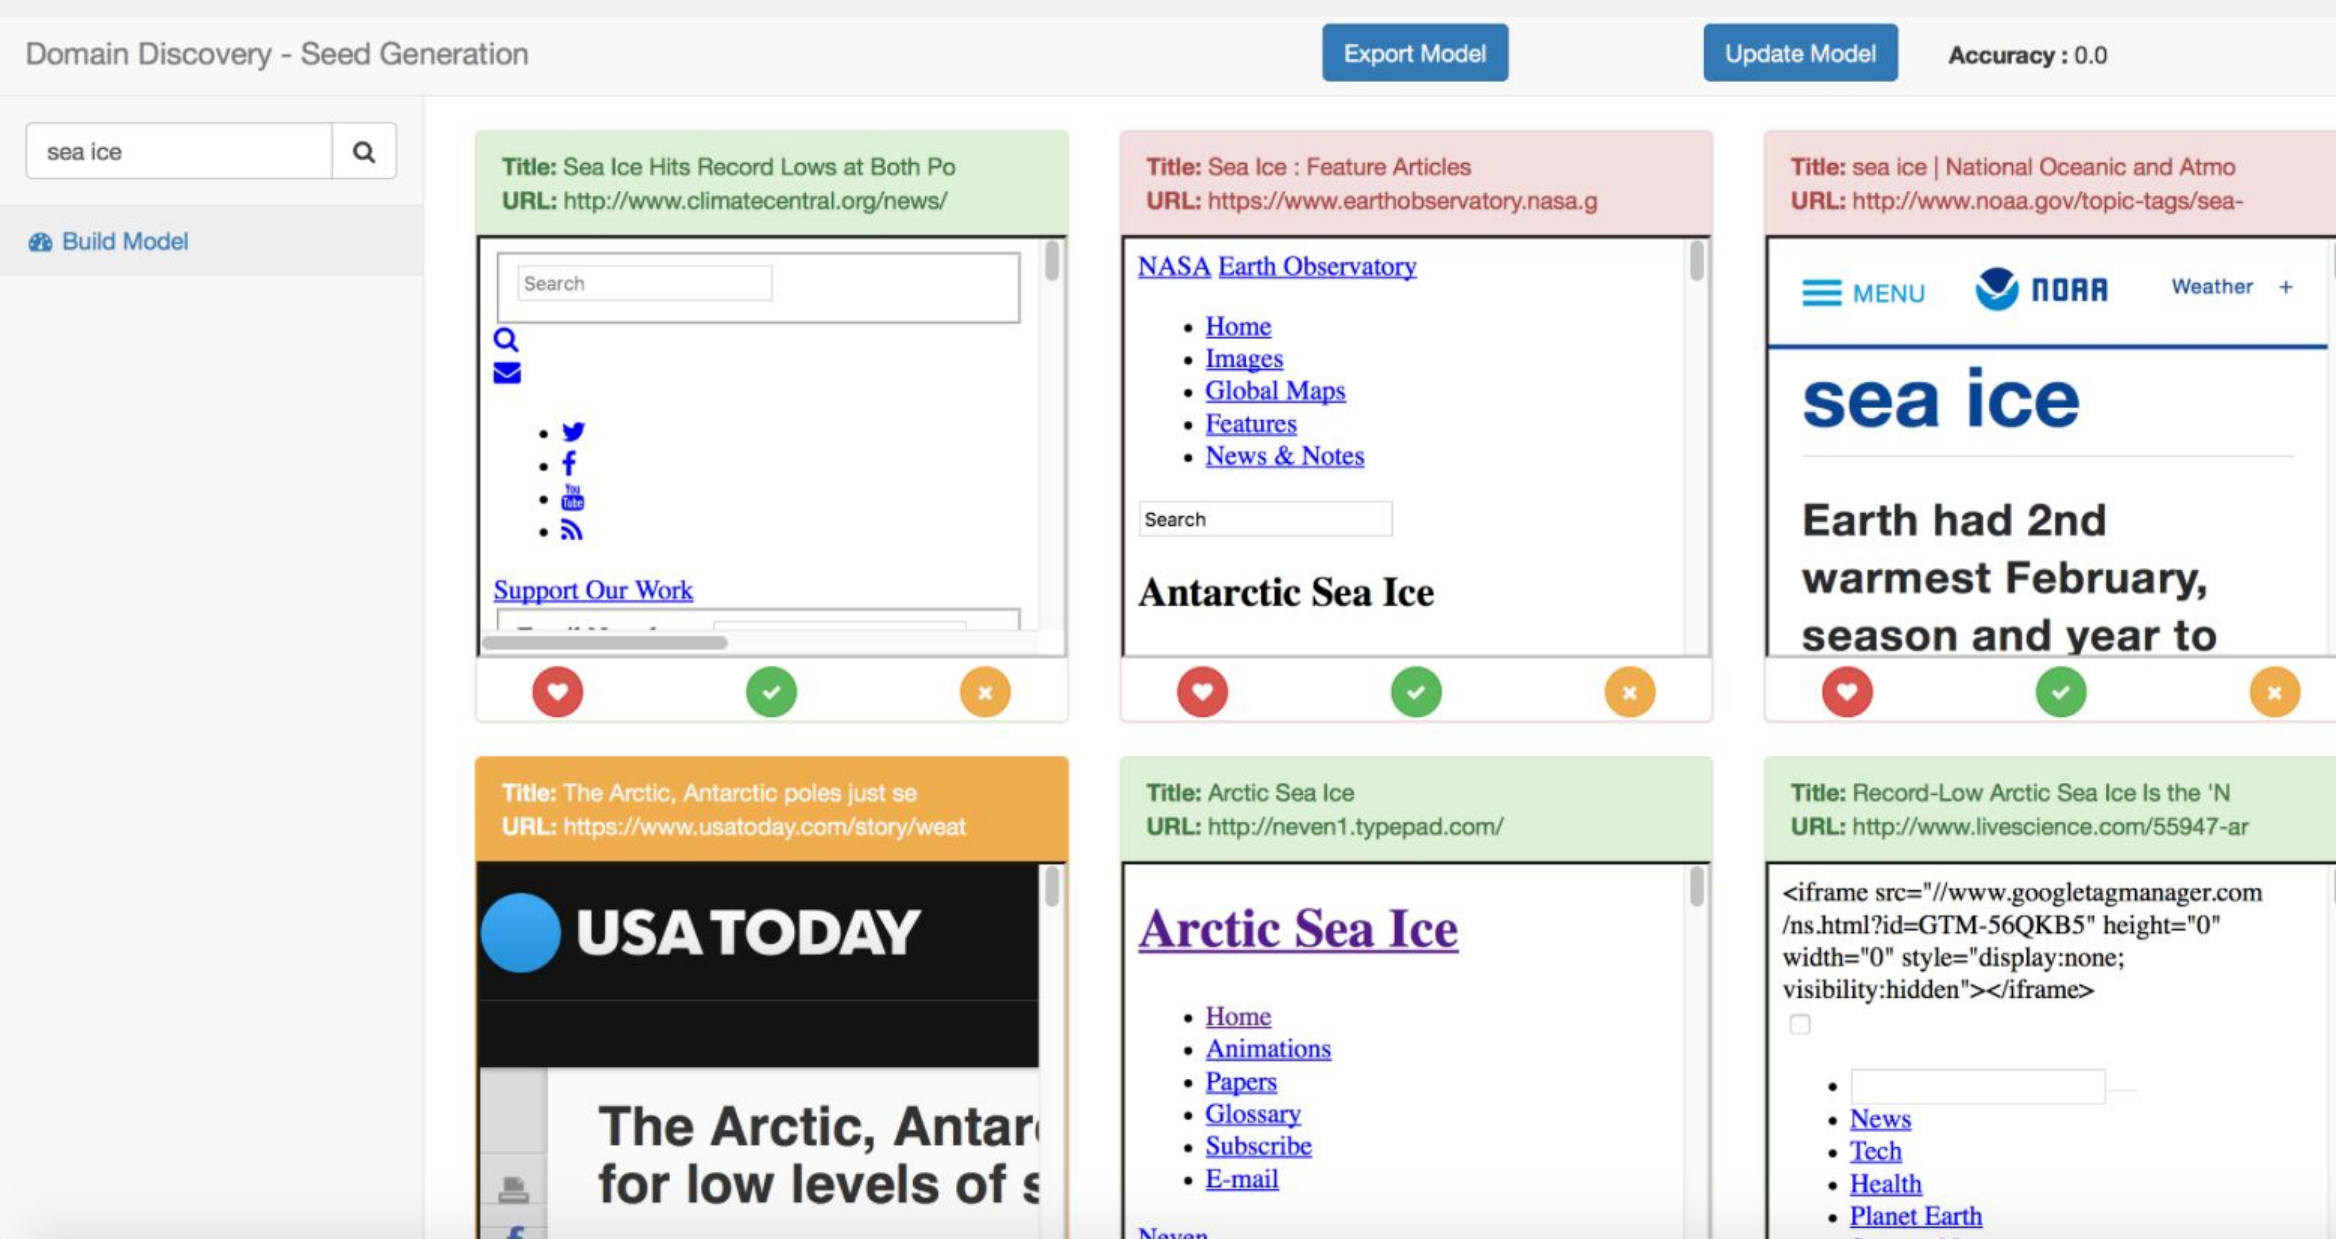 Domain Discovery - Seed Generation
Export Model
Update Model
Accuracy : 0.0
sea ice
Build Model
Title: Sea Ice Hits Record Lows at Both Po
URL: http://www.climatecentral.org/news/
Search
Support Our Work
Title: Sea Ice : Feature Articles
URL: https://www.earthobservatory.nasa.g
NASA Earth Observatory
Home
Images
Global Maps
Features
News & Notes
Search
Antarctic Sea Ice
Title: sea ice | National Oceanic and Atmo
URL: http://www.noaa.gov/topic-tags/sea-
MENU
NOAA
Weather +
sea ice
Earth had 2nd
warmest February,
season and year to
Title: The Arctic, Antarctic poles just se
URL: https://www.usatoday.com/story/weat
USA TODAY
The Arctic, Antar
for low levels of s
Title: Arctic Sea Ice
URL: http://neven1.typepad.com/
Arctic Sea Ice
Home
Animations
Papers
Glossary
Subscribe
E-mail
Neven
Title: Record-Low Arctic Sea Ice Is the 'N
URL: http://www.livescience.com/55947-ar
<iframe src="//www.googletagmanager.com
/ns.html?id=GTM-56QKB5" height="0"
width="0" style="display:none;
visibility:hidden"></iframe>
News
Tech
Health
Planet Earth